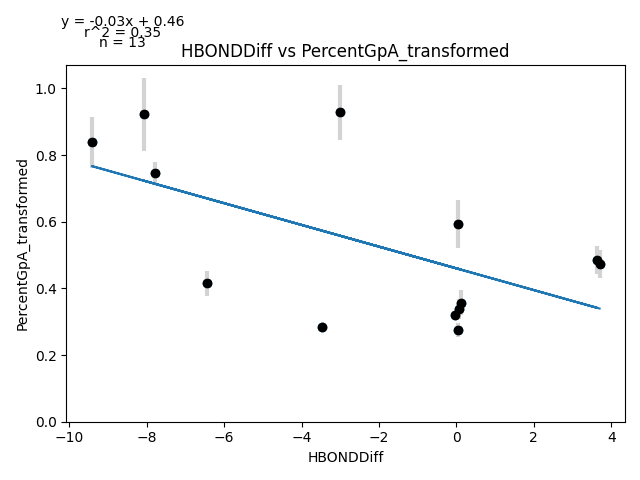 y = -0.03x + 0.46
r^2 = 0.35
n = 13
HBONDDiff vs PercentGpA_transformed
PercentGpA_transformed
1.0
0.8
0.6
0.4
0.2
0.0
−10
−8
−6
−4
−2
0
2
4
HBONDDiff